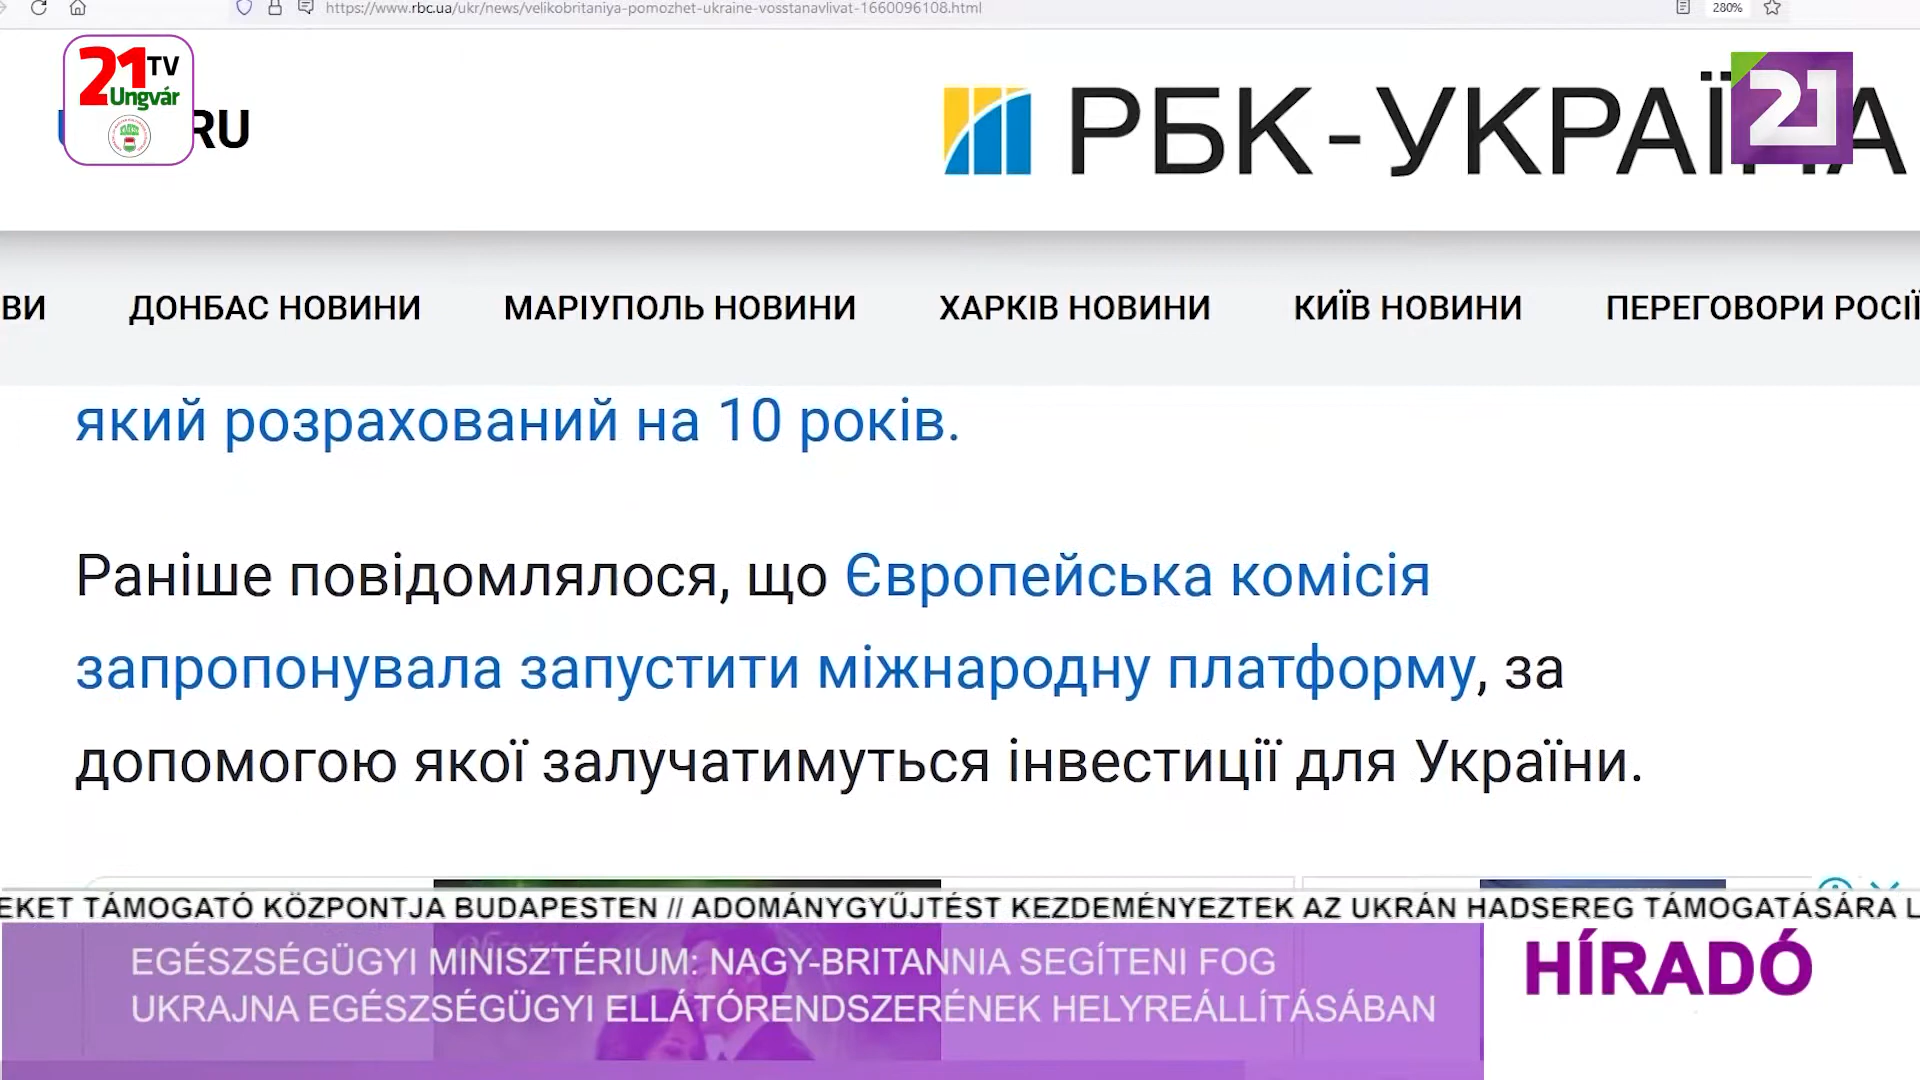 https://www.rbc.ua/ukr/news/velikobritaniya-pomozhet-ukraine-vosstanavlivat-1660096108.html
280%
21 TV
Ungvár
RU
РБК-УКРАЇНА
21
ВИ ДОНБАС НОВИНИ МАРІУПОЛЬ НОВИНИ ХАРКІВ НОВИНИ КИЇВ НОВИНИ ПЕРЕГОВОРИ РОСІЇ
який розрахований на 10 років.
Раніше повідомлялося, що Європейська комісія
запропонувала запустити міжнародну платформу, за
допомогою якої залучатимуться інвестиції для України.
EKET TÁMOGATÓ KÖZPONTJA BUDAPESTEN // ADOMÁNYGYŰJTÉST KEZDEMÉNYEZTEK AZ UKRÁN HADSEREG TÁMOGATÁSÁRA L
EGÉSZSÉGÜGYI MINISZTÉRIUM: NAGY-BRITANNIA SEGÍTENI FOG
UKRAJNA EGÉSZSÉGÜGYI ELLÁTÓRENDSZERÉNEK HELYREÁLLÍTÁSÁBAN
HÍRADÓ